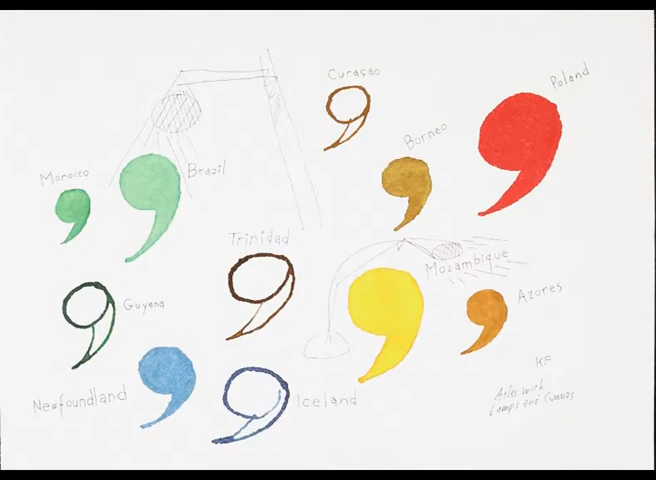 Curaçao
Poland
Borneo
Morocco
Brazil
Trinidad
Mozambique
Azores
Guyana
Newfoundland
Iceland
KF
Atlas with
Lamps and Commas